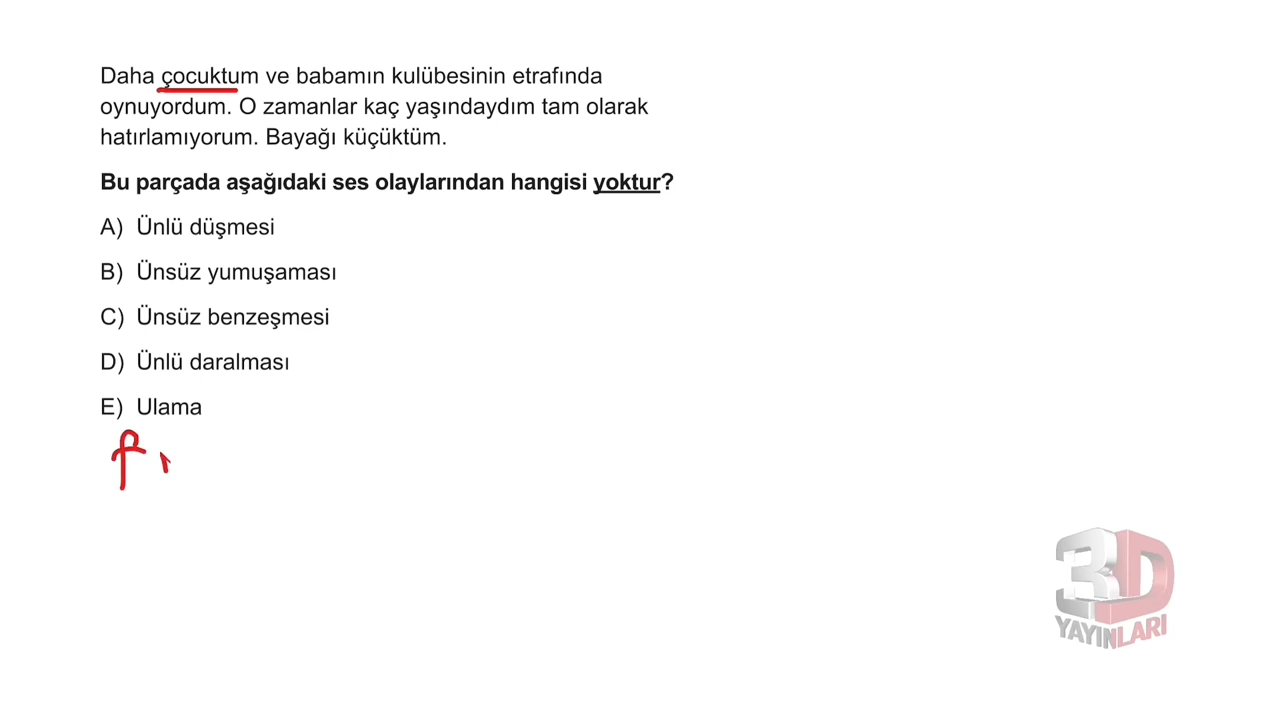 Daha çocuktum ve babamın kulübesinin etrafında
oynuyordum. O zamanlar kaç yaşındaydım tam olarak
hatırlamıyorum. Bayağı küçüktüm.
Bu parçada aşağıdaki ses olaylarından hangisi yoktur?
A) Ünlü düşmesi
B) Ünsüz yumuşaması
C) Ünsüz benzeşmesi
D) Ünlü daralması
E) Ulama
f
3D
YAYINLARI